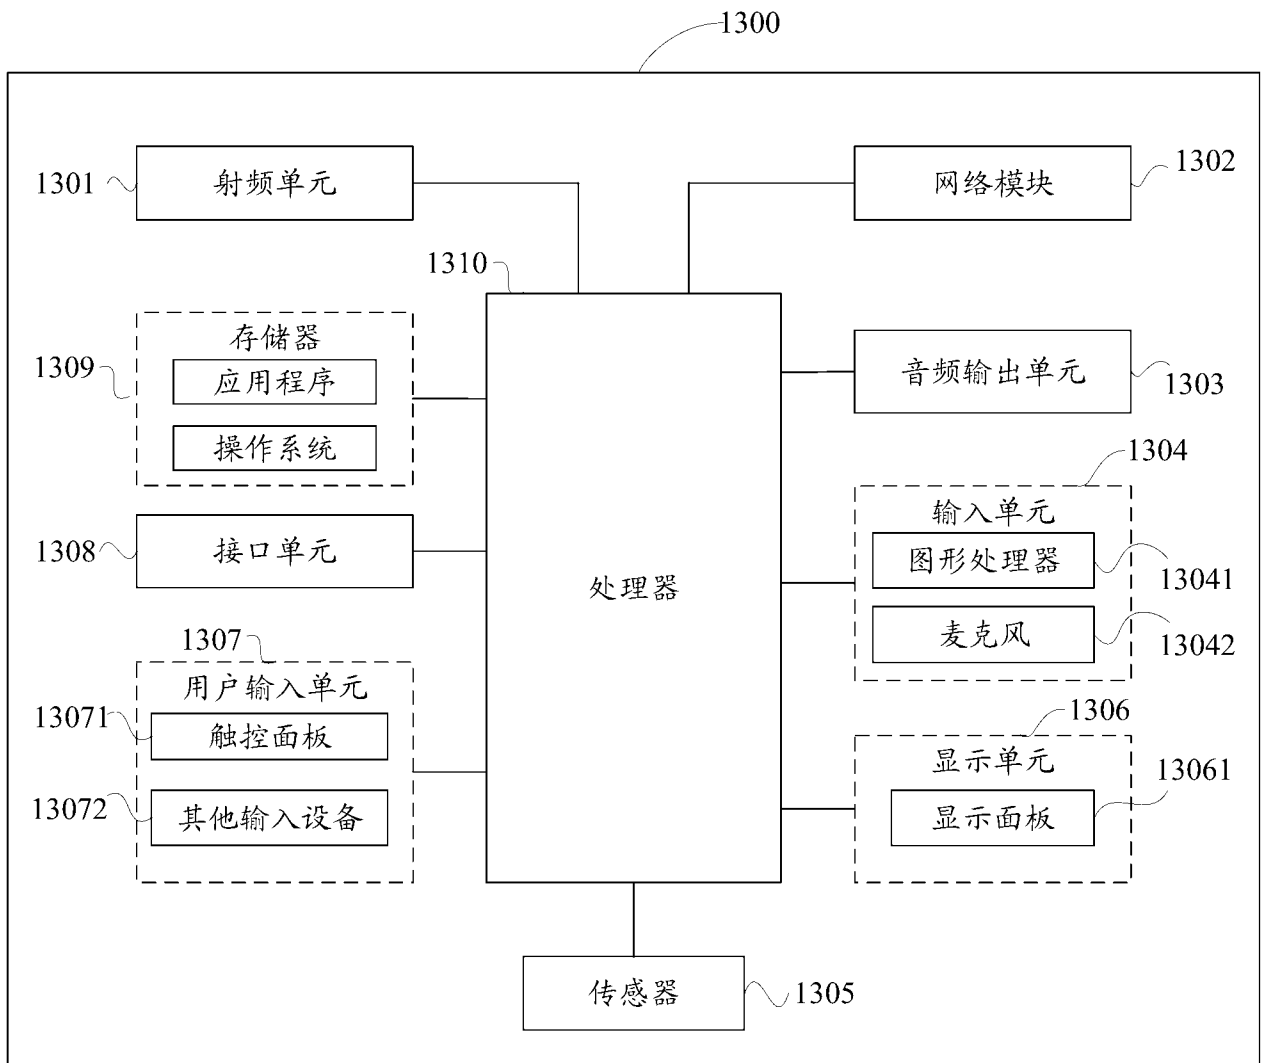 1300
1301
射频单元
网络模块
1302
1310
存储器
1309
应用程序
操作系统
音频输出单元
1303
1304
输入单元
图形处理器
13041
麦克风
13042
1308
接口单元
处理器
1307
用户输入单元
13071
触控面板
13072
其他输入设备
1306
显示单元
13061
显示面板
传感器
1305